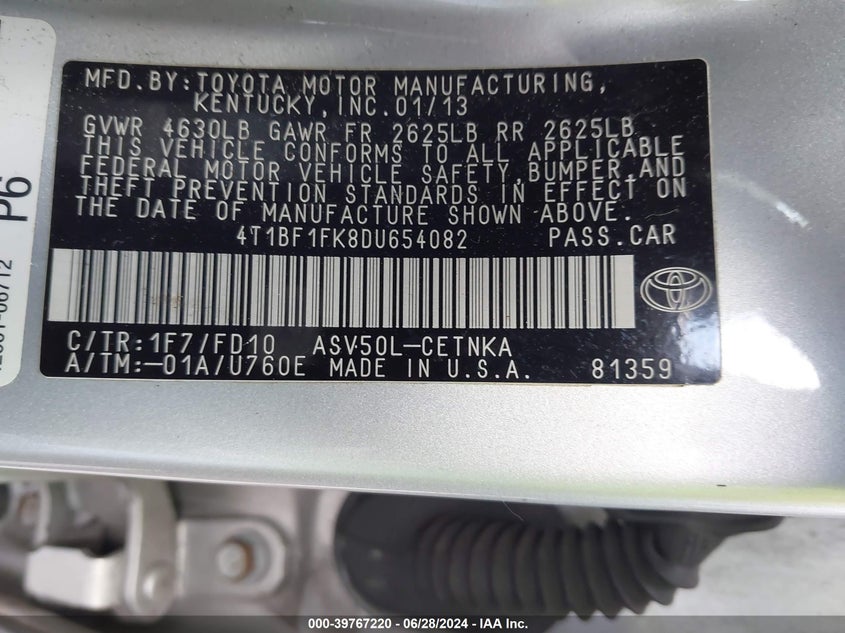 MFD.BY:TOYOTA MOTOR MANUFACTURING,
KENTUCKY,INC.01/13
GVWR 4630LB GAWR FR 2625LB RR 2625LB
THIS VEHICLE CONFORMS TO ALL APPLICABLE
FEDERAL MOTOR VEHICLE SAFETY,BUMPER,AND
THEFT PREVENTION STANDARDS IN EFFECT ON
THE DATE OF MANUFACTURE SHOWN ABOVE.
4T1BF1FK8DU654082 PASS.CAR
C/TR:1F7/FD10 ASV50L-CETNKA
A/TM:-01A/U760E MADE IN U.S.A. 81359
P6
000-39767220 - 06/28/2024 - IAA Inc.